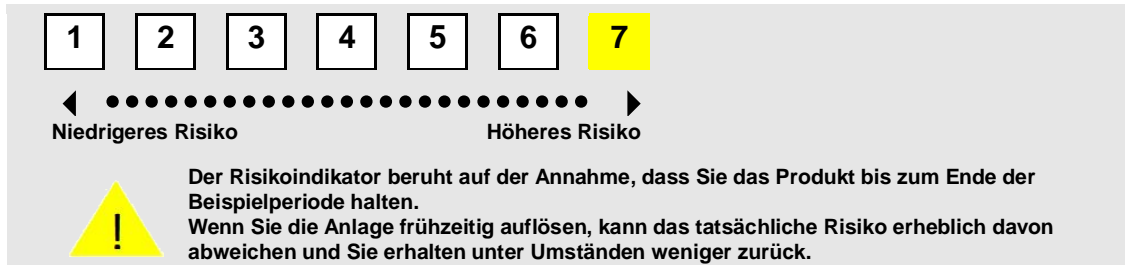 1 2 3 4 5 6 7
Niedrigeres Risiko Höheres Risiko
Der Risikoindikator beruht auf der Annahme, dass Sie das Produkt bis zum Ende der
Beispielperiode halten.
Wenn Sie die Anlage frühzeitig auflösen, kann das tatsächliche Risiko erheblich davon
abweichen und Sie erhalten unter Umständen weniger zurück.
!